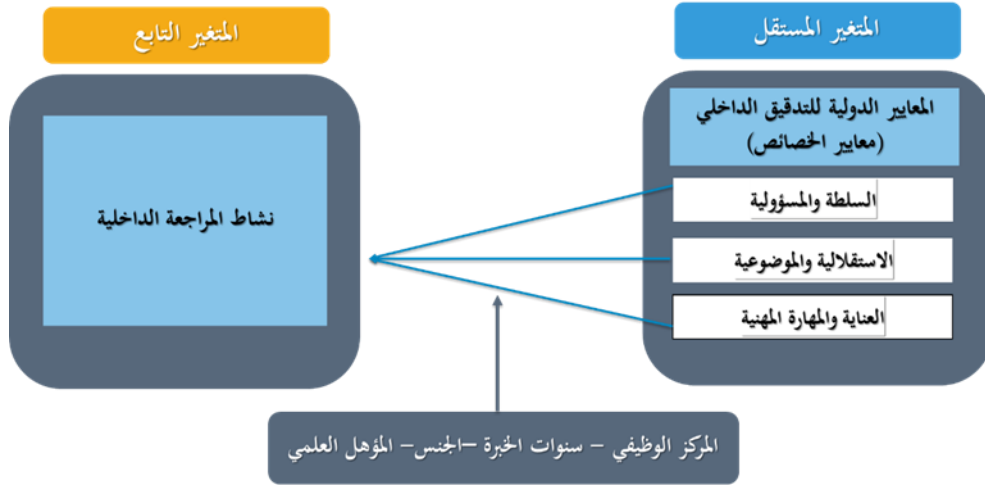 المتغير المستقل
المتغير التابع
المعايير الدولية للتدقيق الداخلي
(معايير الخصائص)
السلطة والمسؤولية
الاستقلالية والموضوعية
العناية والمهارة المهنية
نشاط المراجعة الداخلية
المركز الوظيفي – سنوات الخبرة –الجنس– المؤهل العلمي